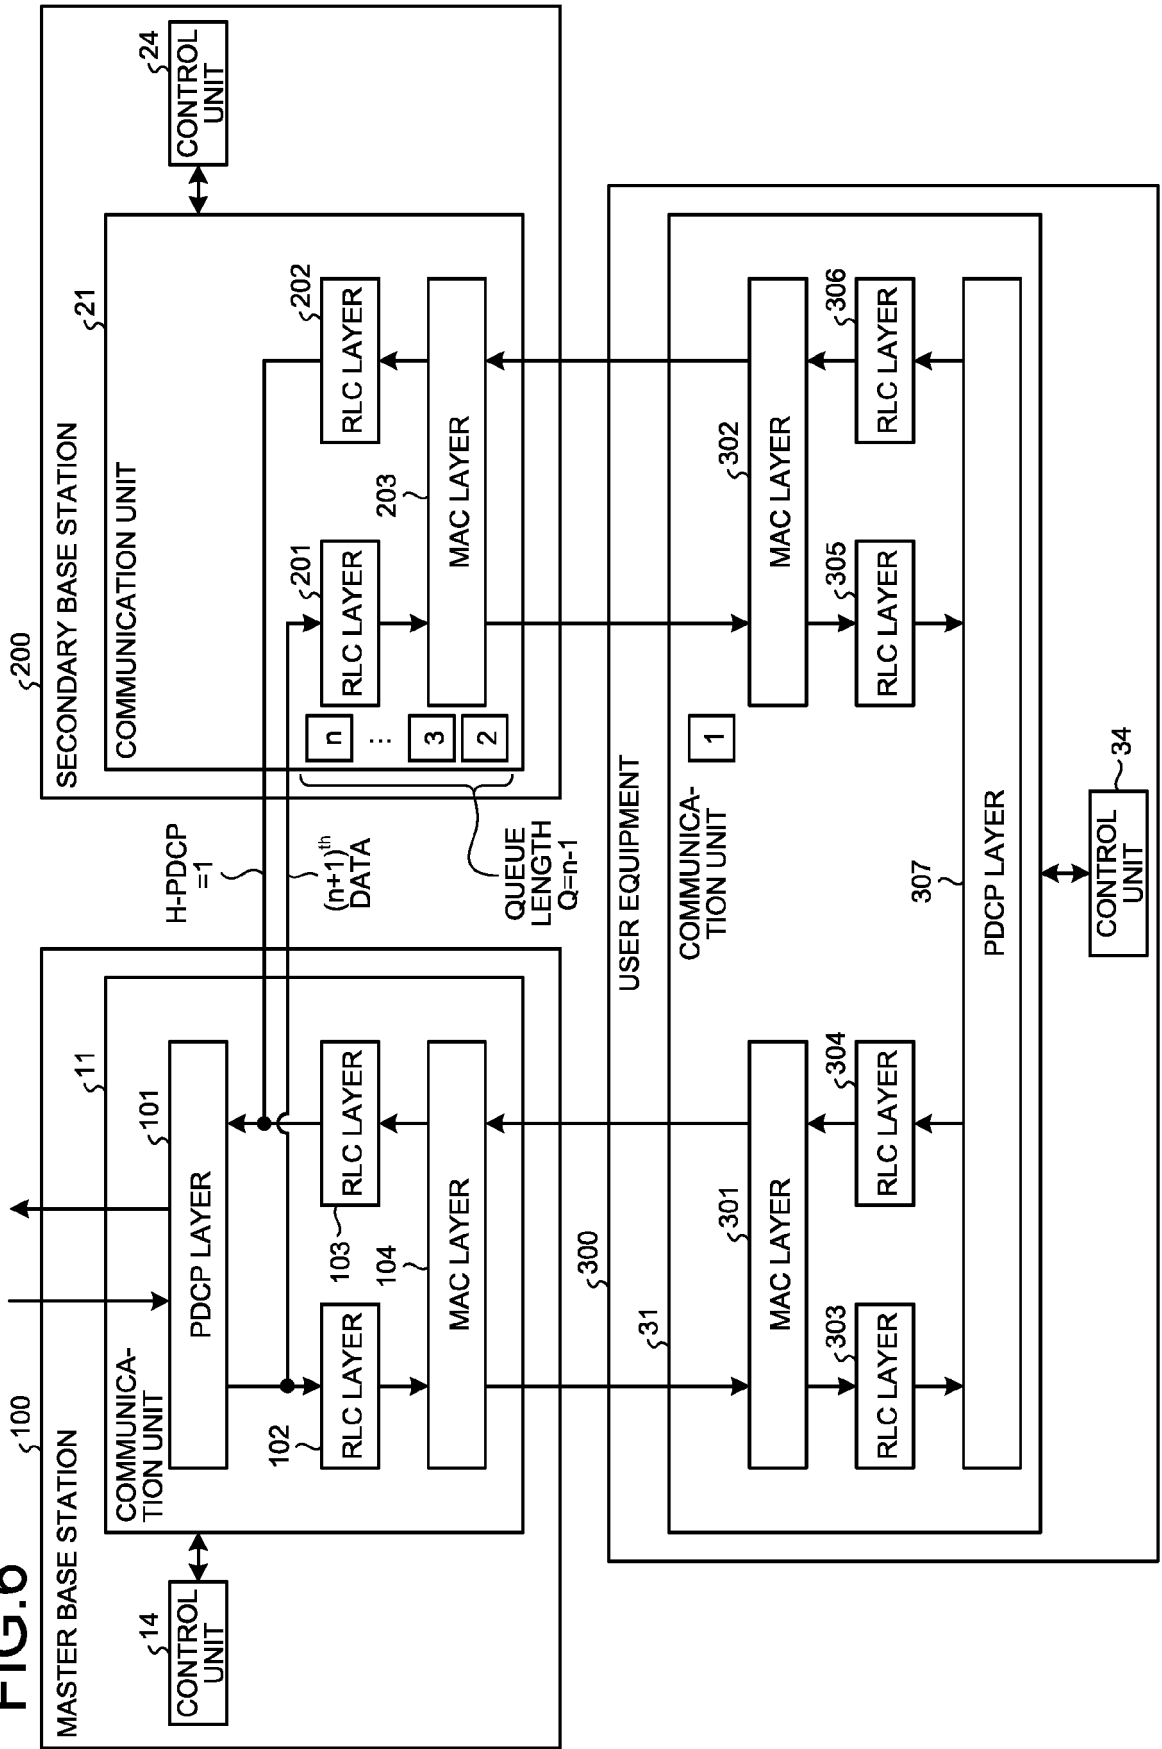 FIG.6
100
MASTER BASE STATION
14
CONTROL
UNIT
11
COMMUNICA-
TION UNIT
101
PDCP LAYER
102
RLC LAYER
103
RLC LAYER
104
MAC LAYER
H-PDCP
=1
(n+1)th
DATA
QUEUE
LENGTH
Q=n-1
200
SECONDARY BASE STATION
21
COMMUNICATION UNIT
24
CONTROL
UNIT
201
RLC LAYER
202
RLC LAYER
203
MAC LAYER
n
...
3
2
300
USER EQUIPMENT
31
COMMUNICA-
TION UNIT
1
301
MAC LAYER
302
MAC LAYER
303
RLC LAYER
304
RLC LAYER
305
RLC LAYER
306
RLC LAYER
307
PDCP LAYER
34
CONTROL
UNIT